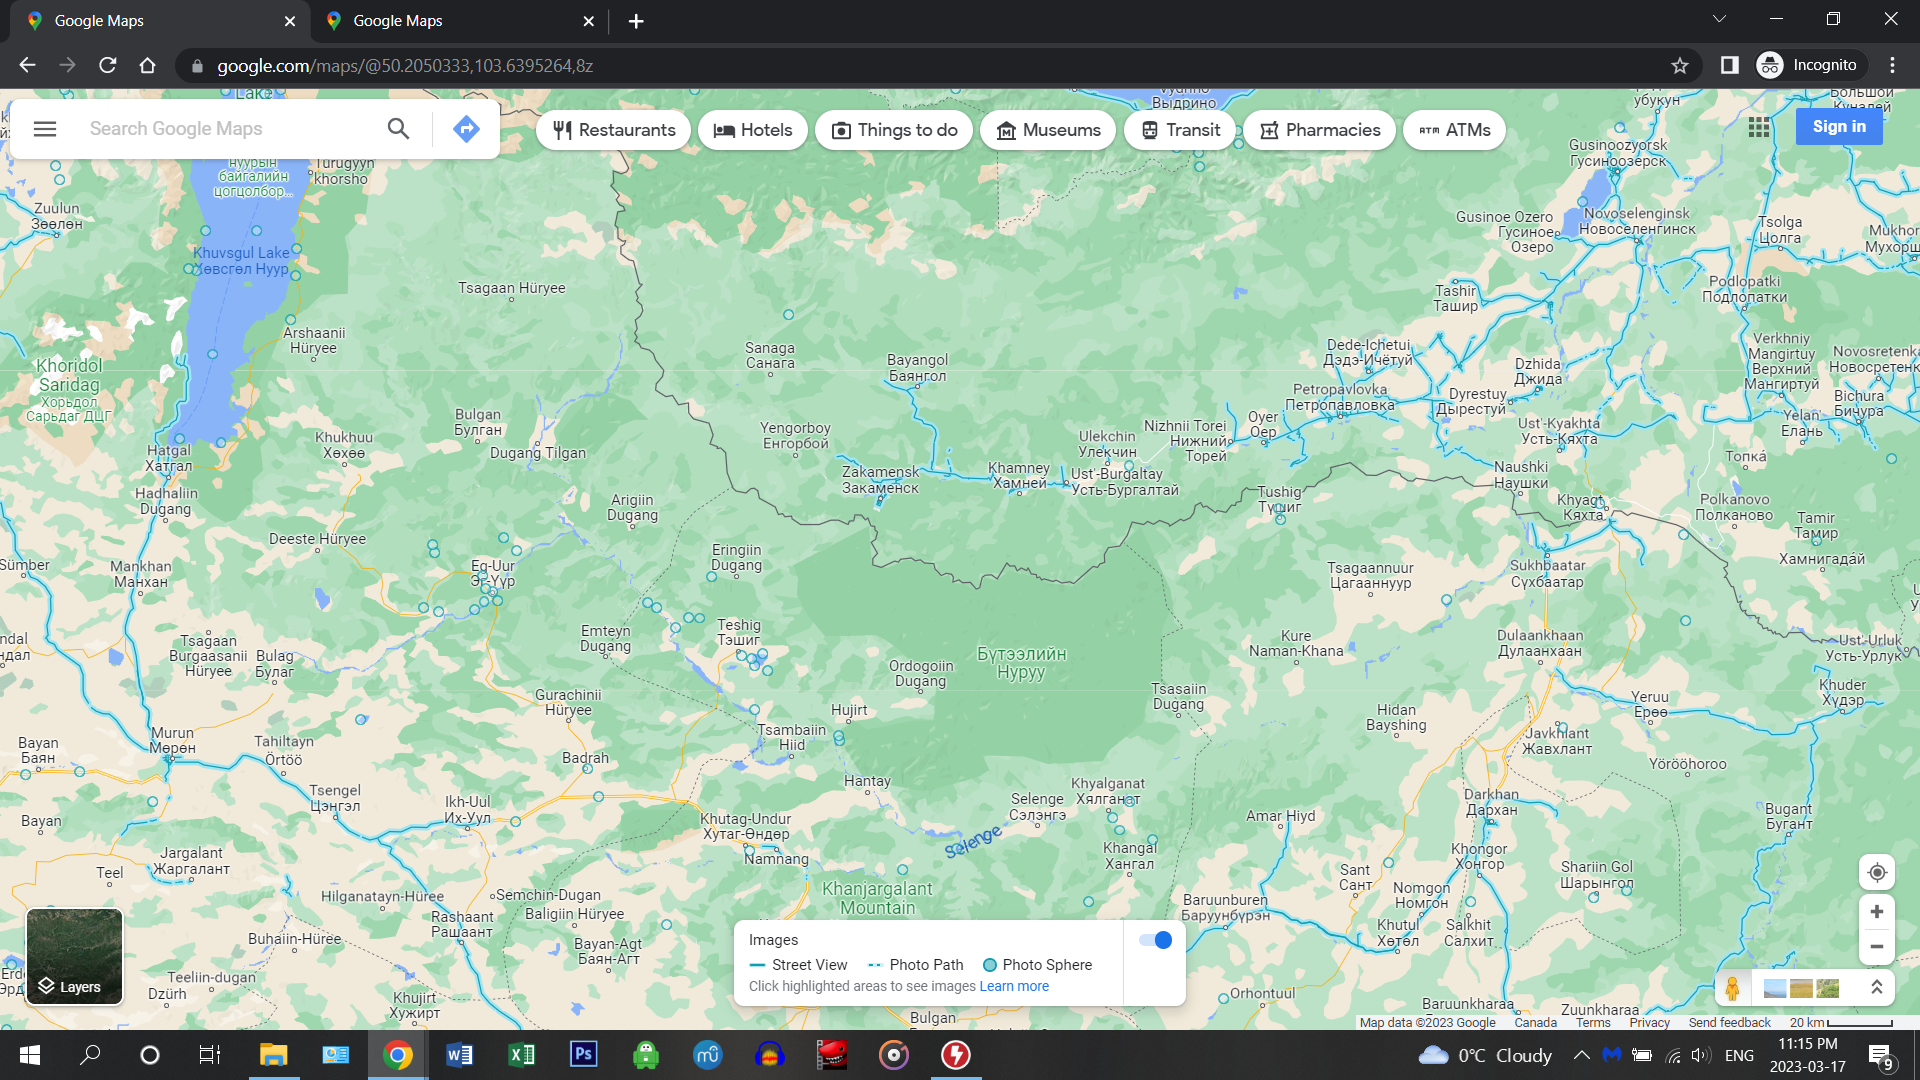 Google Maps
Google Maps
google.com/maps/@50.2050333,103.6395264,8z
Incognito
Search Google Maps
Restaurants
Hotels
Things to do
Museums
Transit
Pharmacies
ATM ATMs
Sign in
Lake
нуурын
байгалийн
цогцолбор...
Turugyyn
khorsho
Выдрино
убукун
Большой
Куналей
Gusinoozyorsk
Гусиноозерск
Zuulun
Зөөлөн
Khuvsgul Lake
Хөвсгөл Нуур
Gusinoe Ozero
Гусиное
Озеро
Novoselenginsk
Новоселенгинск
Tsolga
Цолга
Mukhor
Мухорш
Tsagaan Hüryee
Tashir
Ташир
Podlopatki
Подлопатки
Arshaanii
Hüryee
Khoridol
Saridag
Хорьдол
Сарьдаг ДЦГ
Sanaga
Санага
Bayangol
Баянгол
Dede-Ichetui
Дэдэ-Ичётуй
Dzhida
Джида
Verkhniy
Mangirtuy
Верхний
Мангиртуй
Novosretenka
Новосретенк
Petropavlovka
Петропавловка
Dyrestuy
Дырестуй
Bichura
Бичура
Bulgan
Булган
Yengorboy
Енгорбой
Oyer
Оер
Nizhnii Torei
Нижний
Торей
Ust'-Kyakhta
Усть-Кяхта
Yelan'
Елань
Khukhuu
Хөхөө
Ulekchin
Улекчин
Hatgal
Хатгал
Dugang Tilgan
Zakamensk
Закаменск
Khamney
Хамней
Ust'-Burgaltay
Усть-Бургалтай
Naushki
Наушки
Топка́
Hadhaliin
Dugang
Arigiin
Dugang
Tushig
Түшиг
Khyagt
Кяхта
Polkanovo
Полканово
Tamir
Тамир
Deeste Hüryee
Eringiin
Dugang
Хамнигада́й
Sümber
Mankhan
Манхан
Eg-Uur
Эг-Үүр
Tsagaannuur
Цагааннуур
Sukhbaatar
Сүхбаатар
Tsagaan
Burgaasanii
Hüryee
Bulag
Булаг
Emteyn
Dugang
Teshig
Тэшиг
Ordogoiin
Dugang
Бүтээлийн
Нуруу
Kure
Naman-Khana
Dulaankhaan
Дулаанхаан
Ust'-Urluk
Усть-Урлук
Gurachinii
Hüryee
Tsasaiin
Dugang
Yeruu
Ерөө
Khuder
Хүдэр
Hujirt
Hidan
Bayshing
Murun
Мөрөн
Tsambaiin
Hiid
Javkhlant
Жавхлант
Bayan
Баян
Tahiltayn
Örtöö
Badrah
Yörööhoroo
Hantay
Khyalganat
Хялганат
Tsengel
Цэнгэл
Ikh-Uul
Их-Уул
Selenge
Сэлэнгэ
Darkhan
Дархан
Bayan
Khutag-Undur
Хутаг-Өндөр
Amar Hiyd
Bugant
Бугант
Selenge
Jargalant
Жаргалант
Namnang
Khangal
Хангал
Khongor
Хонгор
Teel
Sant
Сант
Shariin Gol
Шарынгол
Hilganatayn-Hüree
Semchin-Dugan
Khanjargalant
Mountain
Nomgon
Номгон
Baruunburen
Баруунбүрэн
Rashaant
Рашаант
Baligiin Hüryee
Khutul
Хөтөл
Salkhit
Салхит
Buhaiin-Hüree
Bayan-Agt
Баян-Агт
Teeliin-dugan
Dzürh
Khujirt
Хужирт
Orhontuul
Baruunkharaa
Zuunkharaa
Bulgan
Layers
Images
Street View
Photo Path
Photo Sphere
Click highlighted areas to see images Learn more
Map data ©2023 Google
Canada
Terms
Privacy
Send feedback
20 km
0°C Cloudy
ENG
11:15 PM
2023-03-17
9